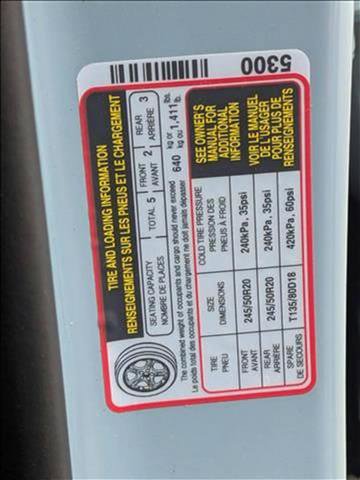 5300
TIRE AND LOADING INFORMATION
RENSEIGNEMENTS SUR LES PNEUS ET LE CHARGEMENT
SEATING CAPACITY TOTAL 5 FRONT 2 REAR 3
NOMBRE DE PLACES AVANT ARRIÈRE
The combined weight of occupants and cargo should never exceed 640 kg or 1,411 lbs.
Le poids total des occupants et du chargement ne doit jamais dépasser kg ou lb.
TIRE SIZE COLD TIRE PRESSURE
PNEU DIMENSIONS PRESSION DES PNEUS À FROID
FRONT 245/50R20 240kPa, 35psi
AVANT
REAR 245/50R20 240kPa, 35psi
ARRIÈRE
SPARE T135/80D18 420kPa, 60psi
DE SECOURS
SEE OWNER'S
MANUAL FOR
ADDITIONAL
INFORMATION
VOIR LE MANUEL
DE L'USAGER
POUR PLUS DE
RENSEIGNEMENTS